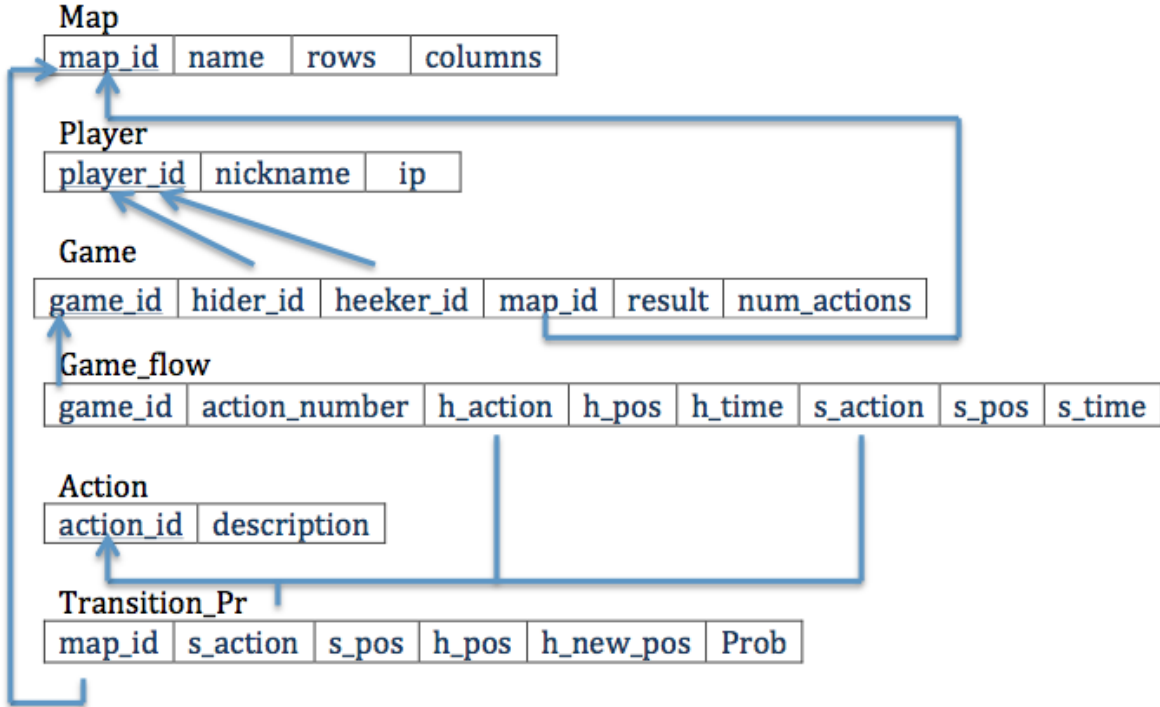 Map
map_id name rows columns
Player
player_id nickname ip
Game
game_id hider_id heeker_id map_id result num_actions
Game_flow
game_id action_number h_action h_pos h_time s_action s_pos s_time
Action
action_id description
Transition_Pr
map_id s_action s_pos h_pos h_new_pos Prob